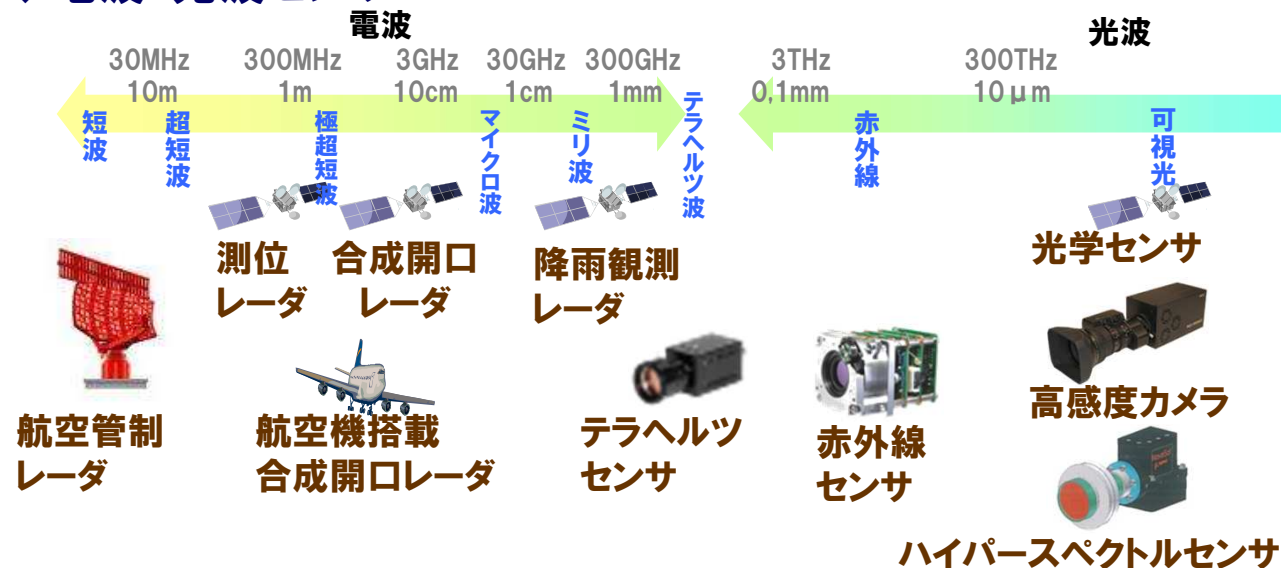 電波
光波
30MHz 300MHz 3GHz 30GHz 300GHz 3THz 300THz
10m 1m 10cm 1cm 1mm 0,1mm 10μm
短波
超短波
極超短波
マイクロ波
ミリ波
テラヘルツ波
赤外線
可視光
測位
レーダ
合成開口
レーダ
降雨観測
レーダ
光学センサ
航空管制
レーダ
航空機搭載
合成開口レーダ
テラヘルツ
センサ
赤外線
センサ
高感度カメラ
ハイパースペクトルセンサ